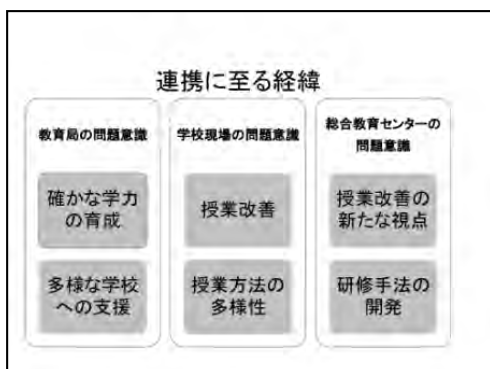 連携に至る経緯
教育局の問題意識
確かな学力
の育成
多様な学校
への支援
学校現場の問題意識
授業改善
授業方法の
多様性
総合教育センターの
問題意識
授業改善の
新たな視点
研修手法の
開発